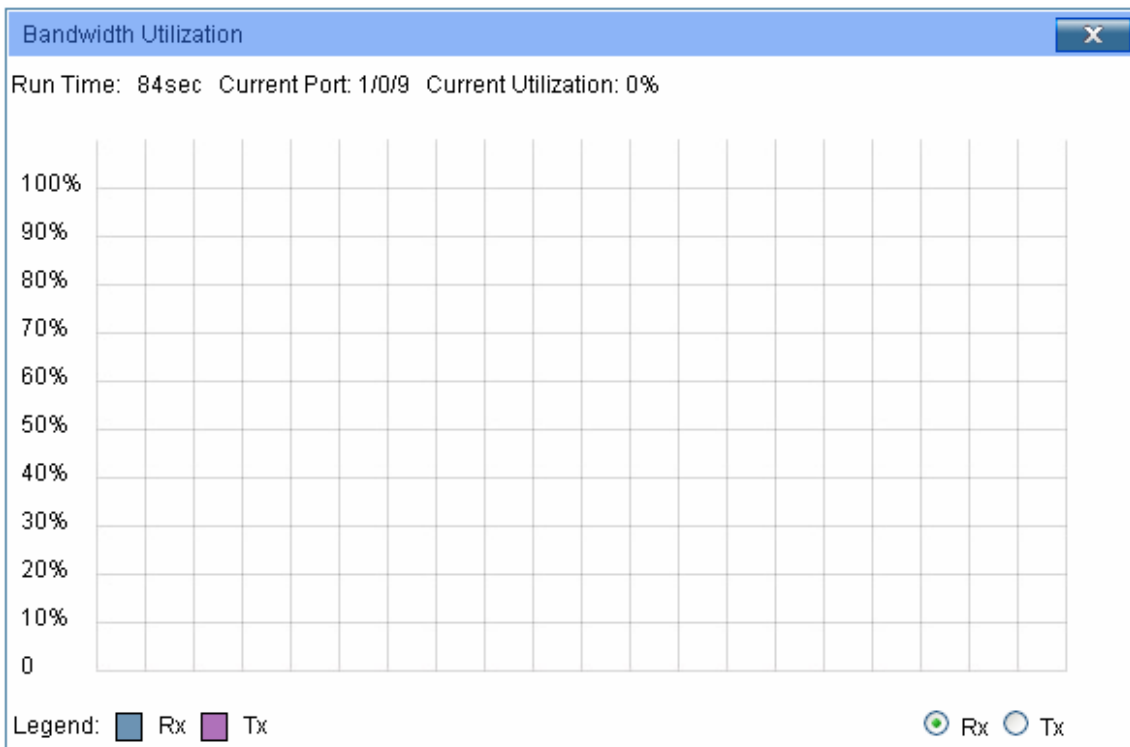 Bandwidth Utilization
X
Run Time: 84sec Current Port: 1/0/9 Current Utilization: 0%
100%
90%
80%
70%
60%
50%
40%
30%
20%
10%
0
Legend: Rx Tx
Rx Tx